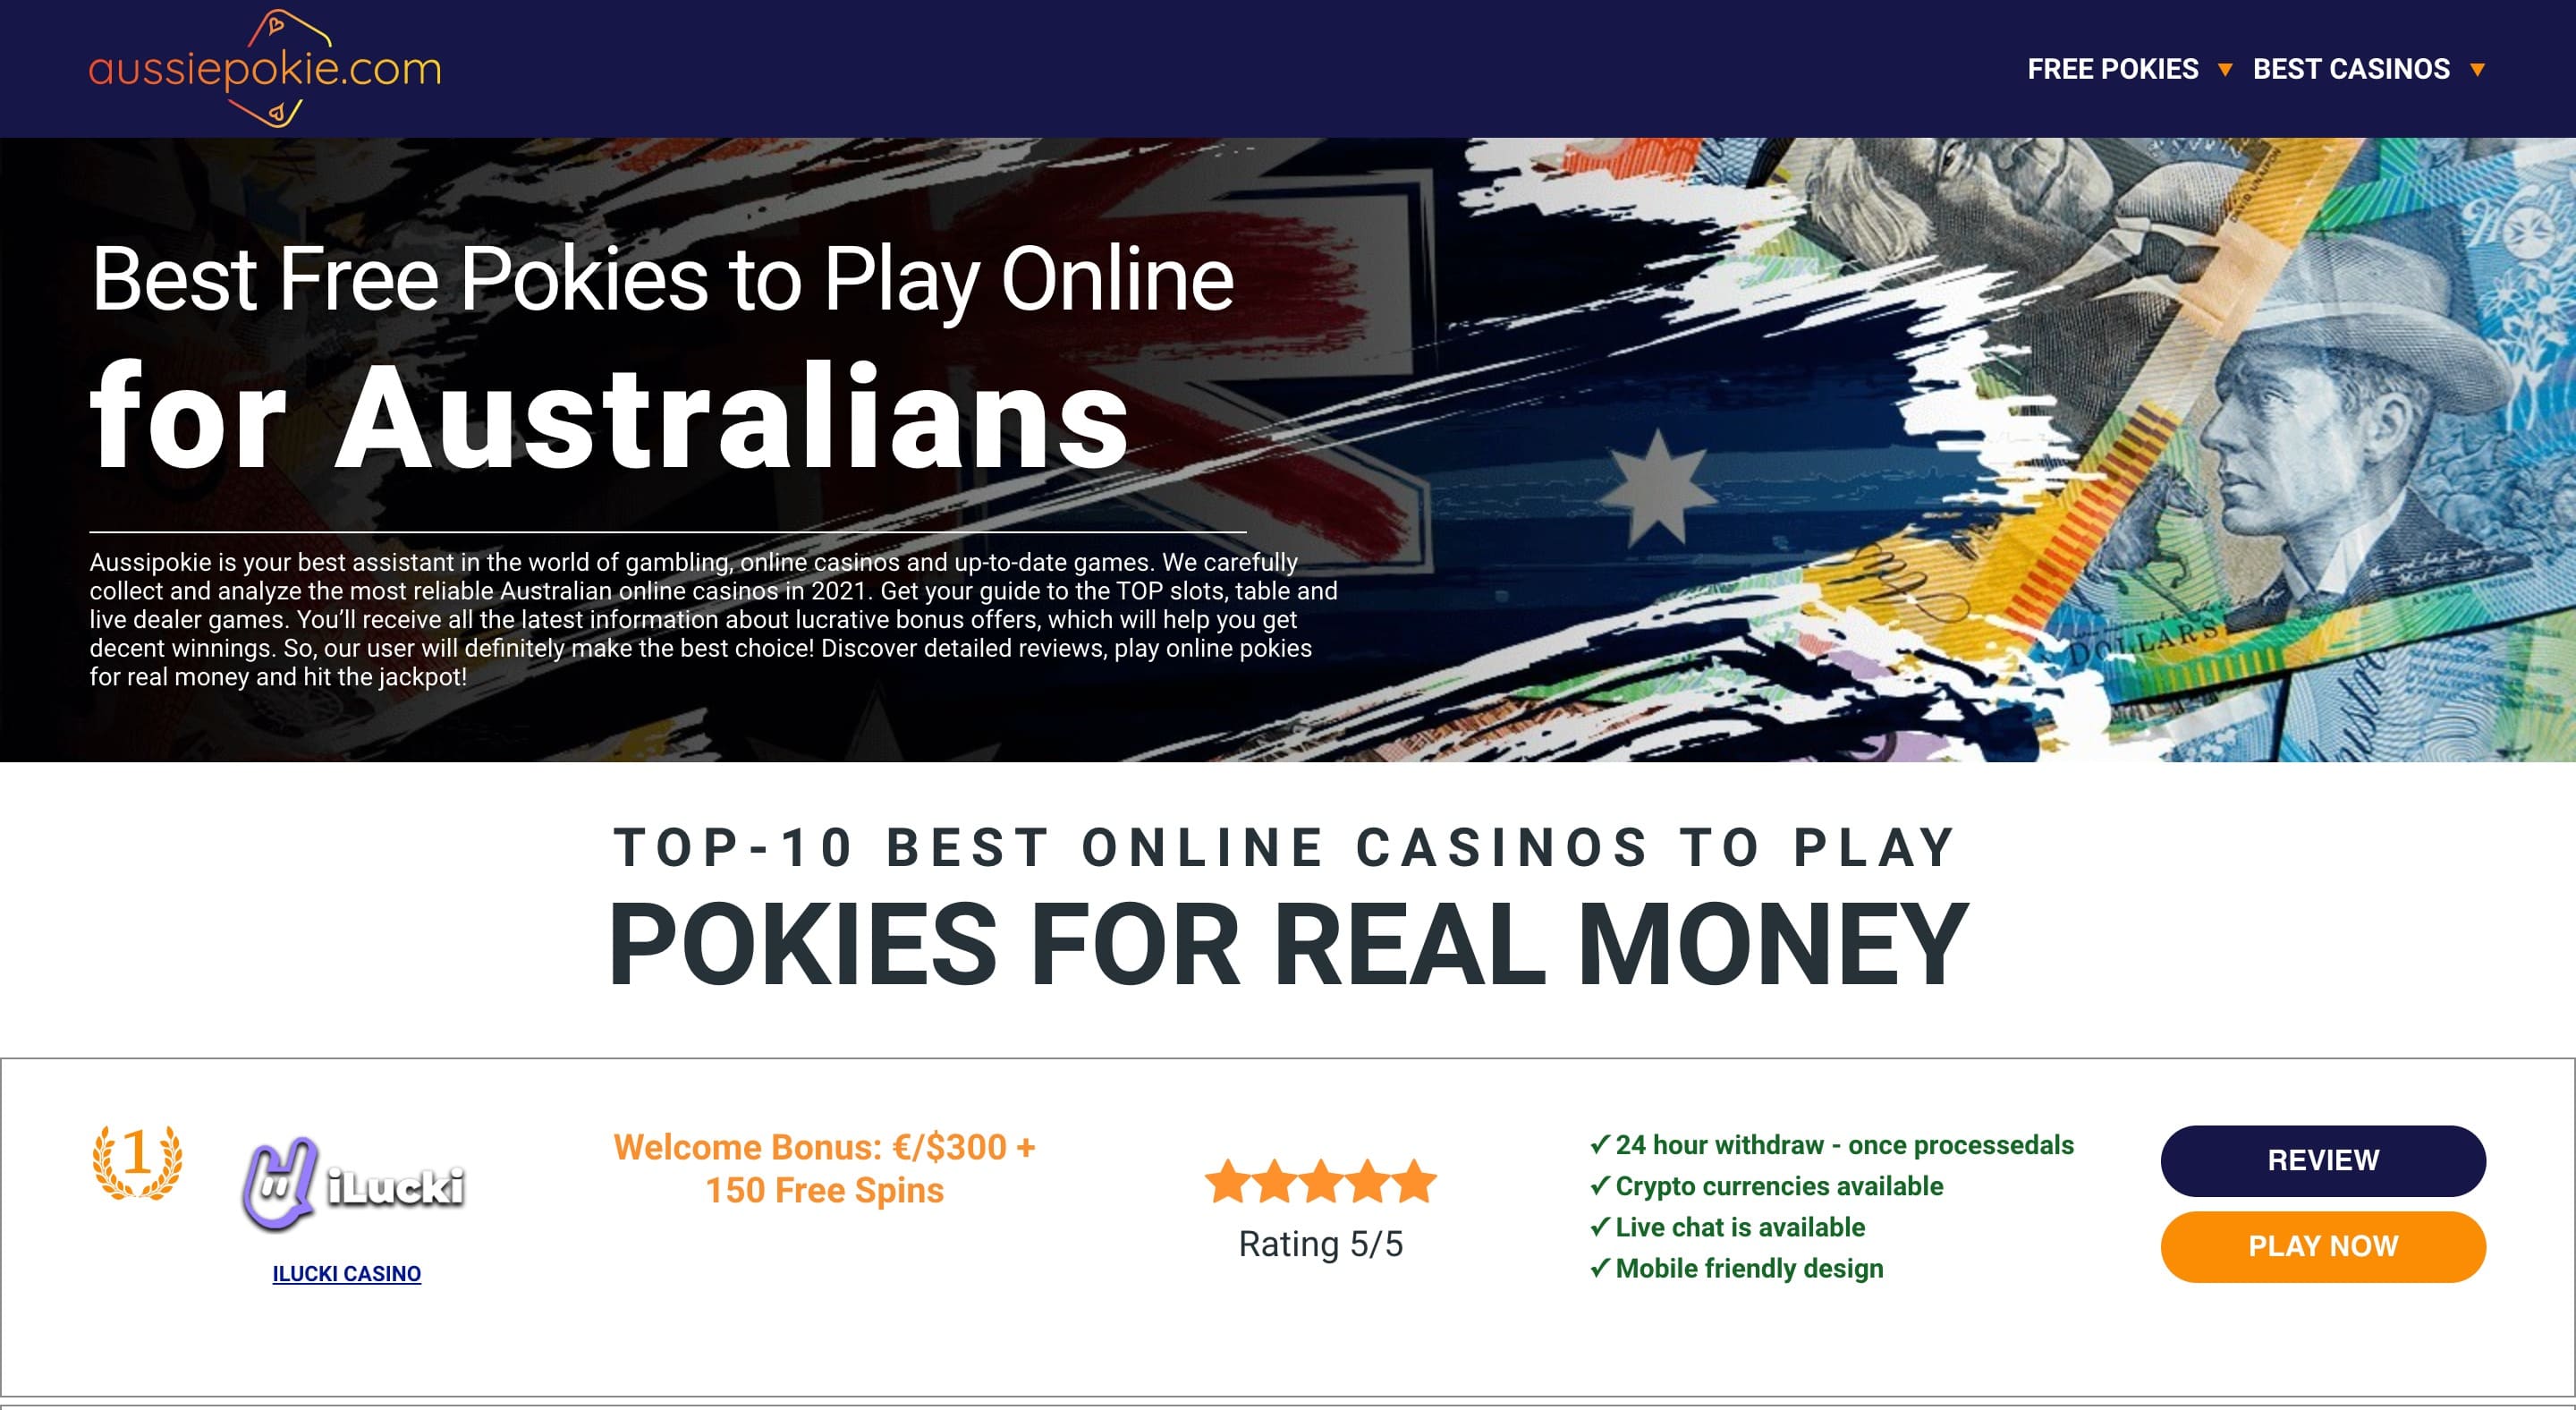 aussiepokie.com
FREE POKIES ▼ BEST CASINOS ▼
Best Free Pokies to Play Online
for Australians
Aussipokie is your best assistant in the world of gambling, online casinos and up-to-date games. We carefully
collect and analyze the most reliable Australian online casinos in 2021. Get your guide to the TOP slots, table and
live dealer games. You’ll receive all the latest information about lucrative bonus offers, which will help you get
decent winnings. So, our user will definitely make the best choice! Discover detailed reviews, play online pokies
for real money and hit the jackpot!
DOLLARS
TOP-10 BEST ONLINE CASINOS TO PLAY
POKIES FOR REAL MONEY
1
iLucki
ILUCKI CASINO
Welcome Bonus: €/$300 +
150 Free Spins
Rating 5/5
✓ 24 hour withdraw - once processedals
✓ Crypto currencies available
✓ Live chat is available
✓ Mobile friendly design
REVIEW
PLAY NOW